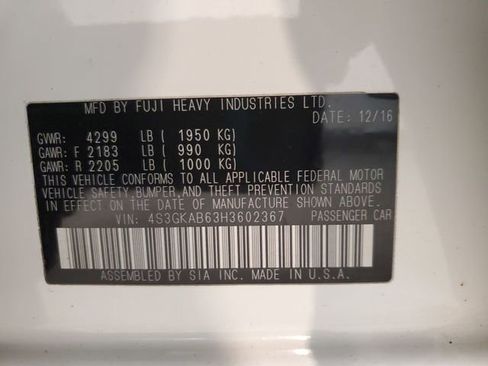 MFD BY FUJI HEAVY INDUSTRIES LTD.
DATE: 12/16
GVWR: 4299 LB ( 1950 KG)
GAWR: F 2183 LB ( 990 KG)
GAWR: R 2205 LB ( 1000 KG)
THIS VEHICLE CONFORMS TO ALL APPLICABLE FEDERAL MOTOR
VEHICLE SAFETY,BUMPER,AND THEFT PREVENTION STANDARDS
IN EFFECT ON THE DATE OF MANUFACTURE SHOWN ABOVE.
VIN: 4S3GKAB63H3602367 PASSENGER CAR
ASSEMBLED BY SIA INC. MADE IN U.S.A.